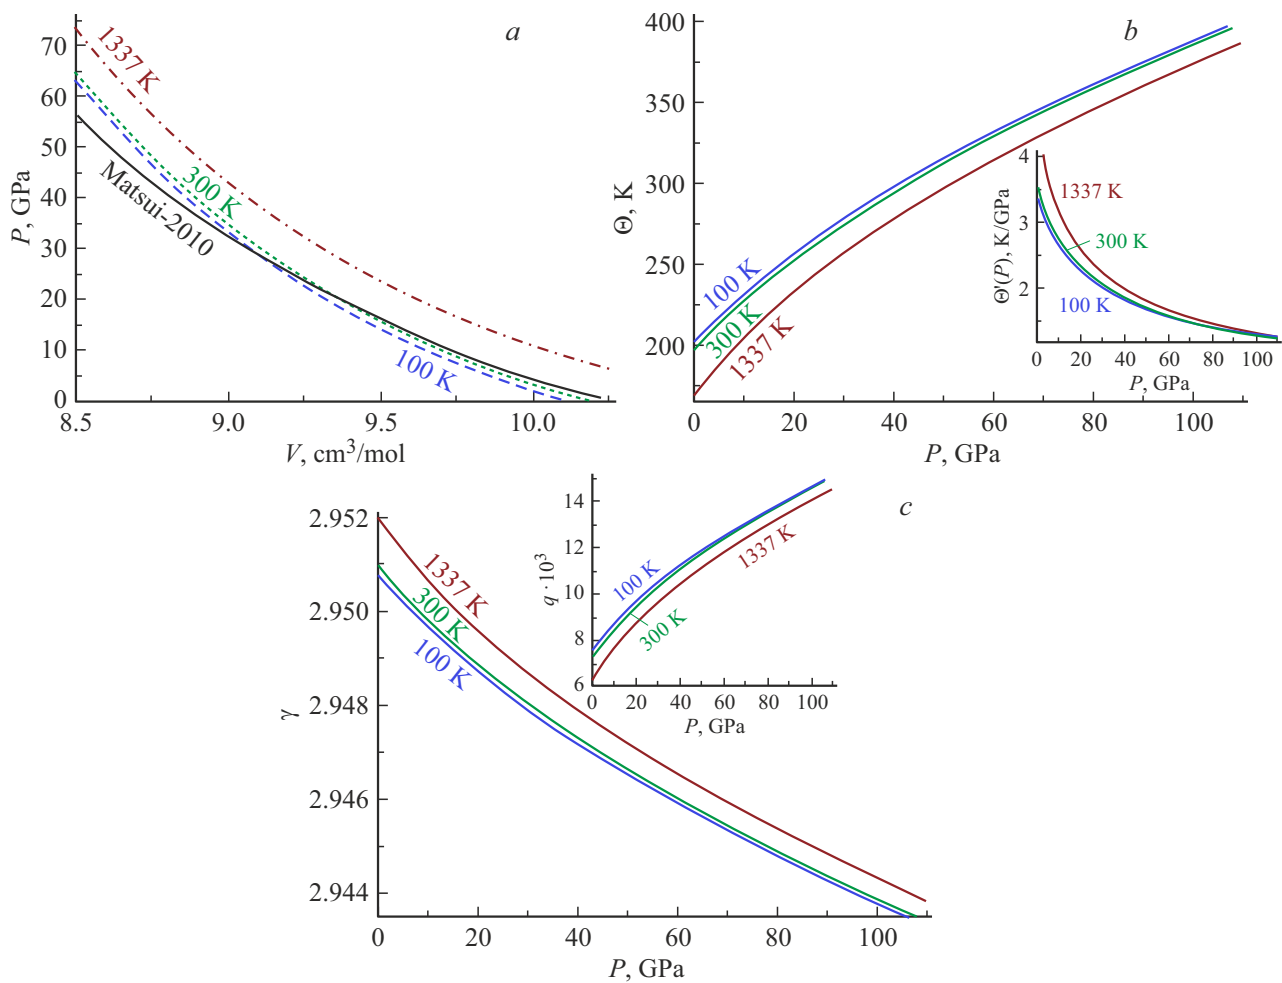 a
P, GPa
70
60
50
40
30
20
10
0
1337 K
300 K
Matsui-2010
100 K
8.5 9.0 9.5 10.0
V, cm³/mol
b
Θ, K
400
350
300
250
200
100 K
300 K
1337 K
0 20 40 60 80 100
P, GPa
Θ'(P), K/GPa
4
3
2
1337 K
300 K
100 K
0 20 40 60 80 100
P, GPa
c
γ
2.952
2.950
2.948
2.946
2.944
1337 K
300 K
100 K
0 20 40 60 80 100
P, GPa
q·10³
14
12
10
8
6
100 K
300 K
1337 K
0 20 40 60 80 100
P, GPa